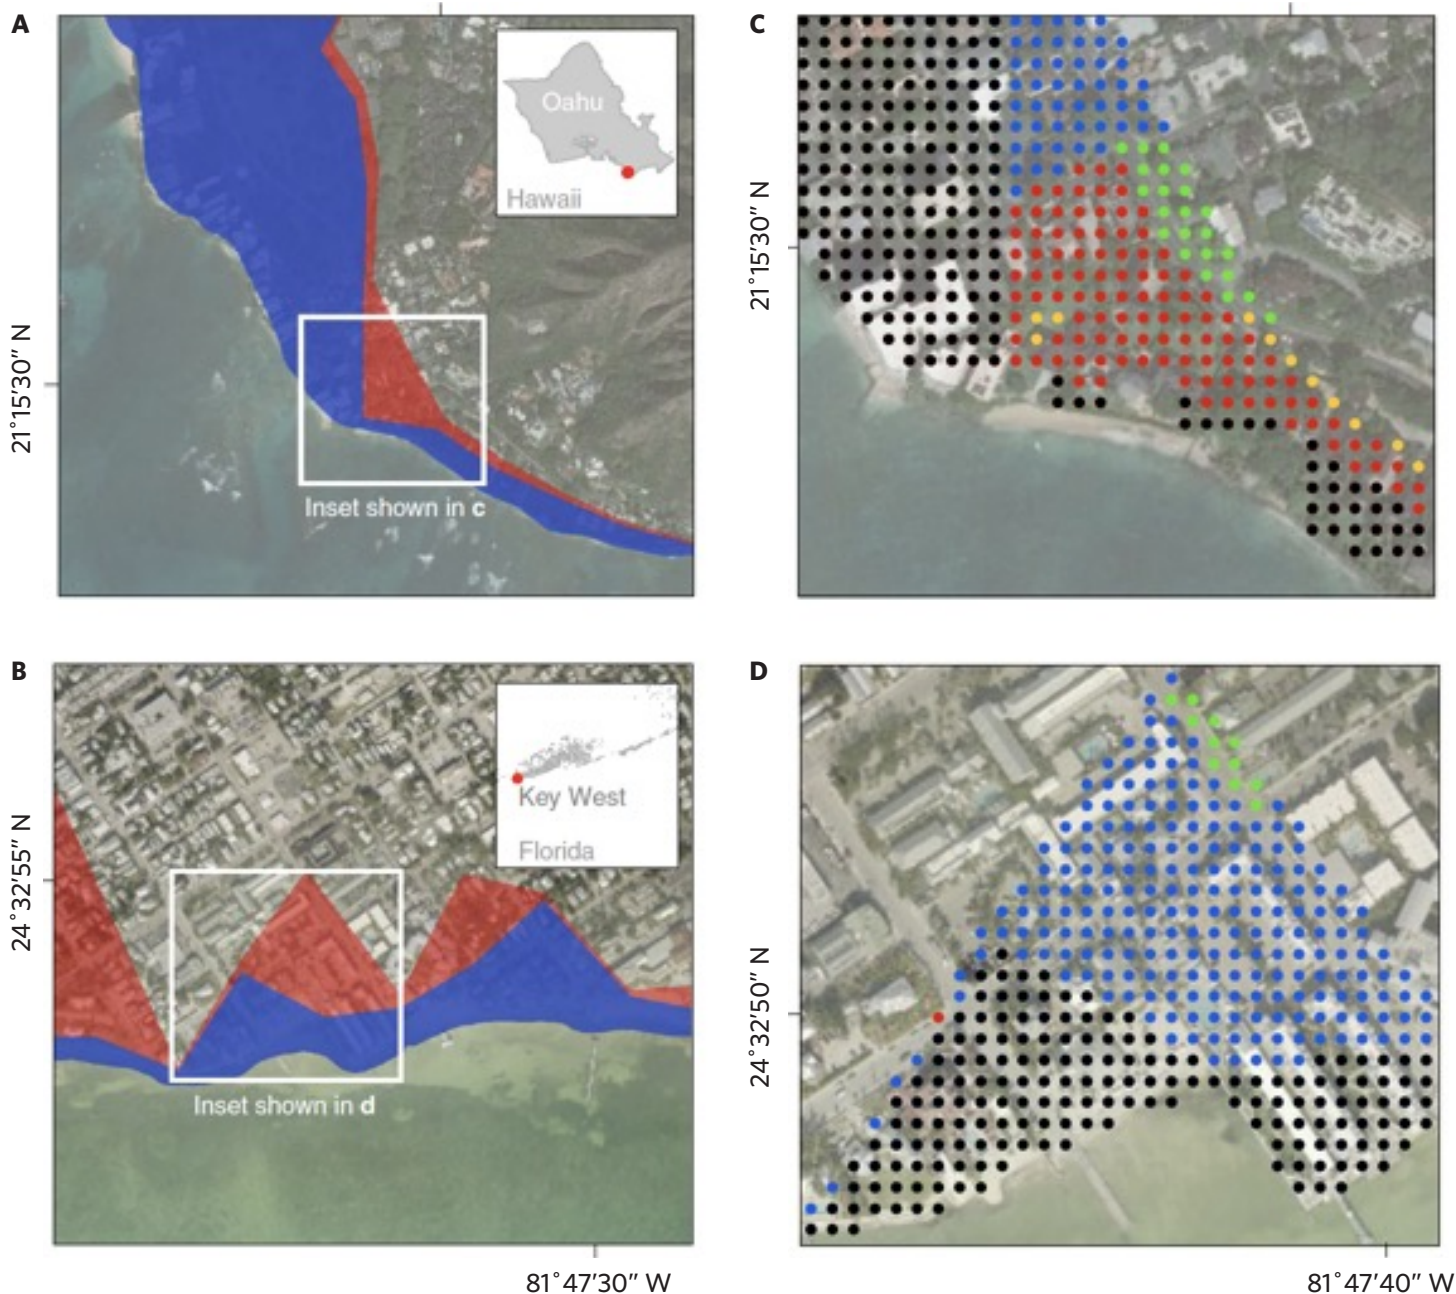 A
Oahu
Hawaii
21°15′30″ N
Inset shown in c
C
21°15′30″ N
B
Key West
Florida
24°32′55″ N
Inset shown in d
81°47′30″ W
D
24°32′50″ N
81°47′40″ W